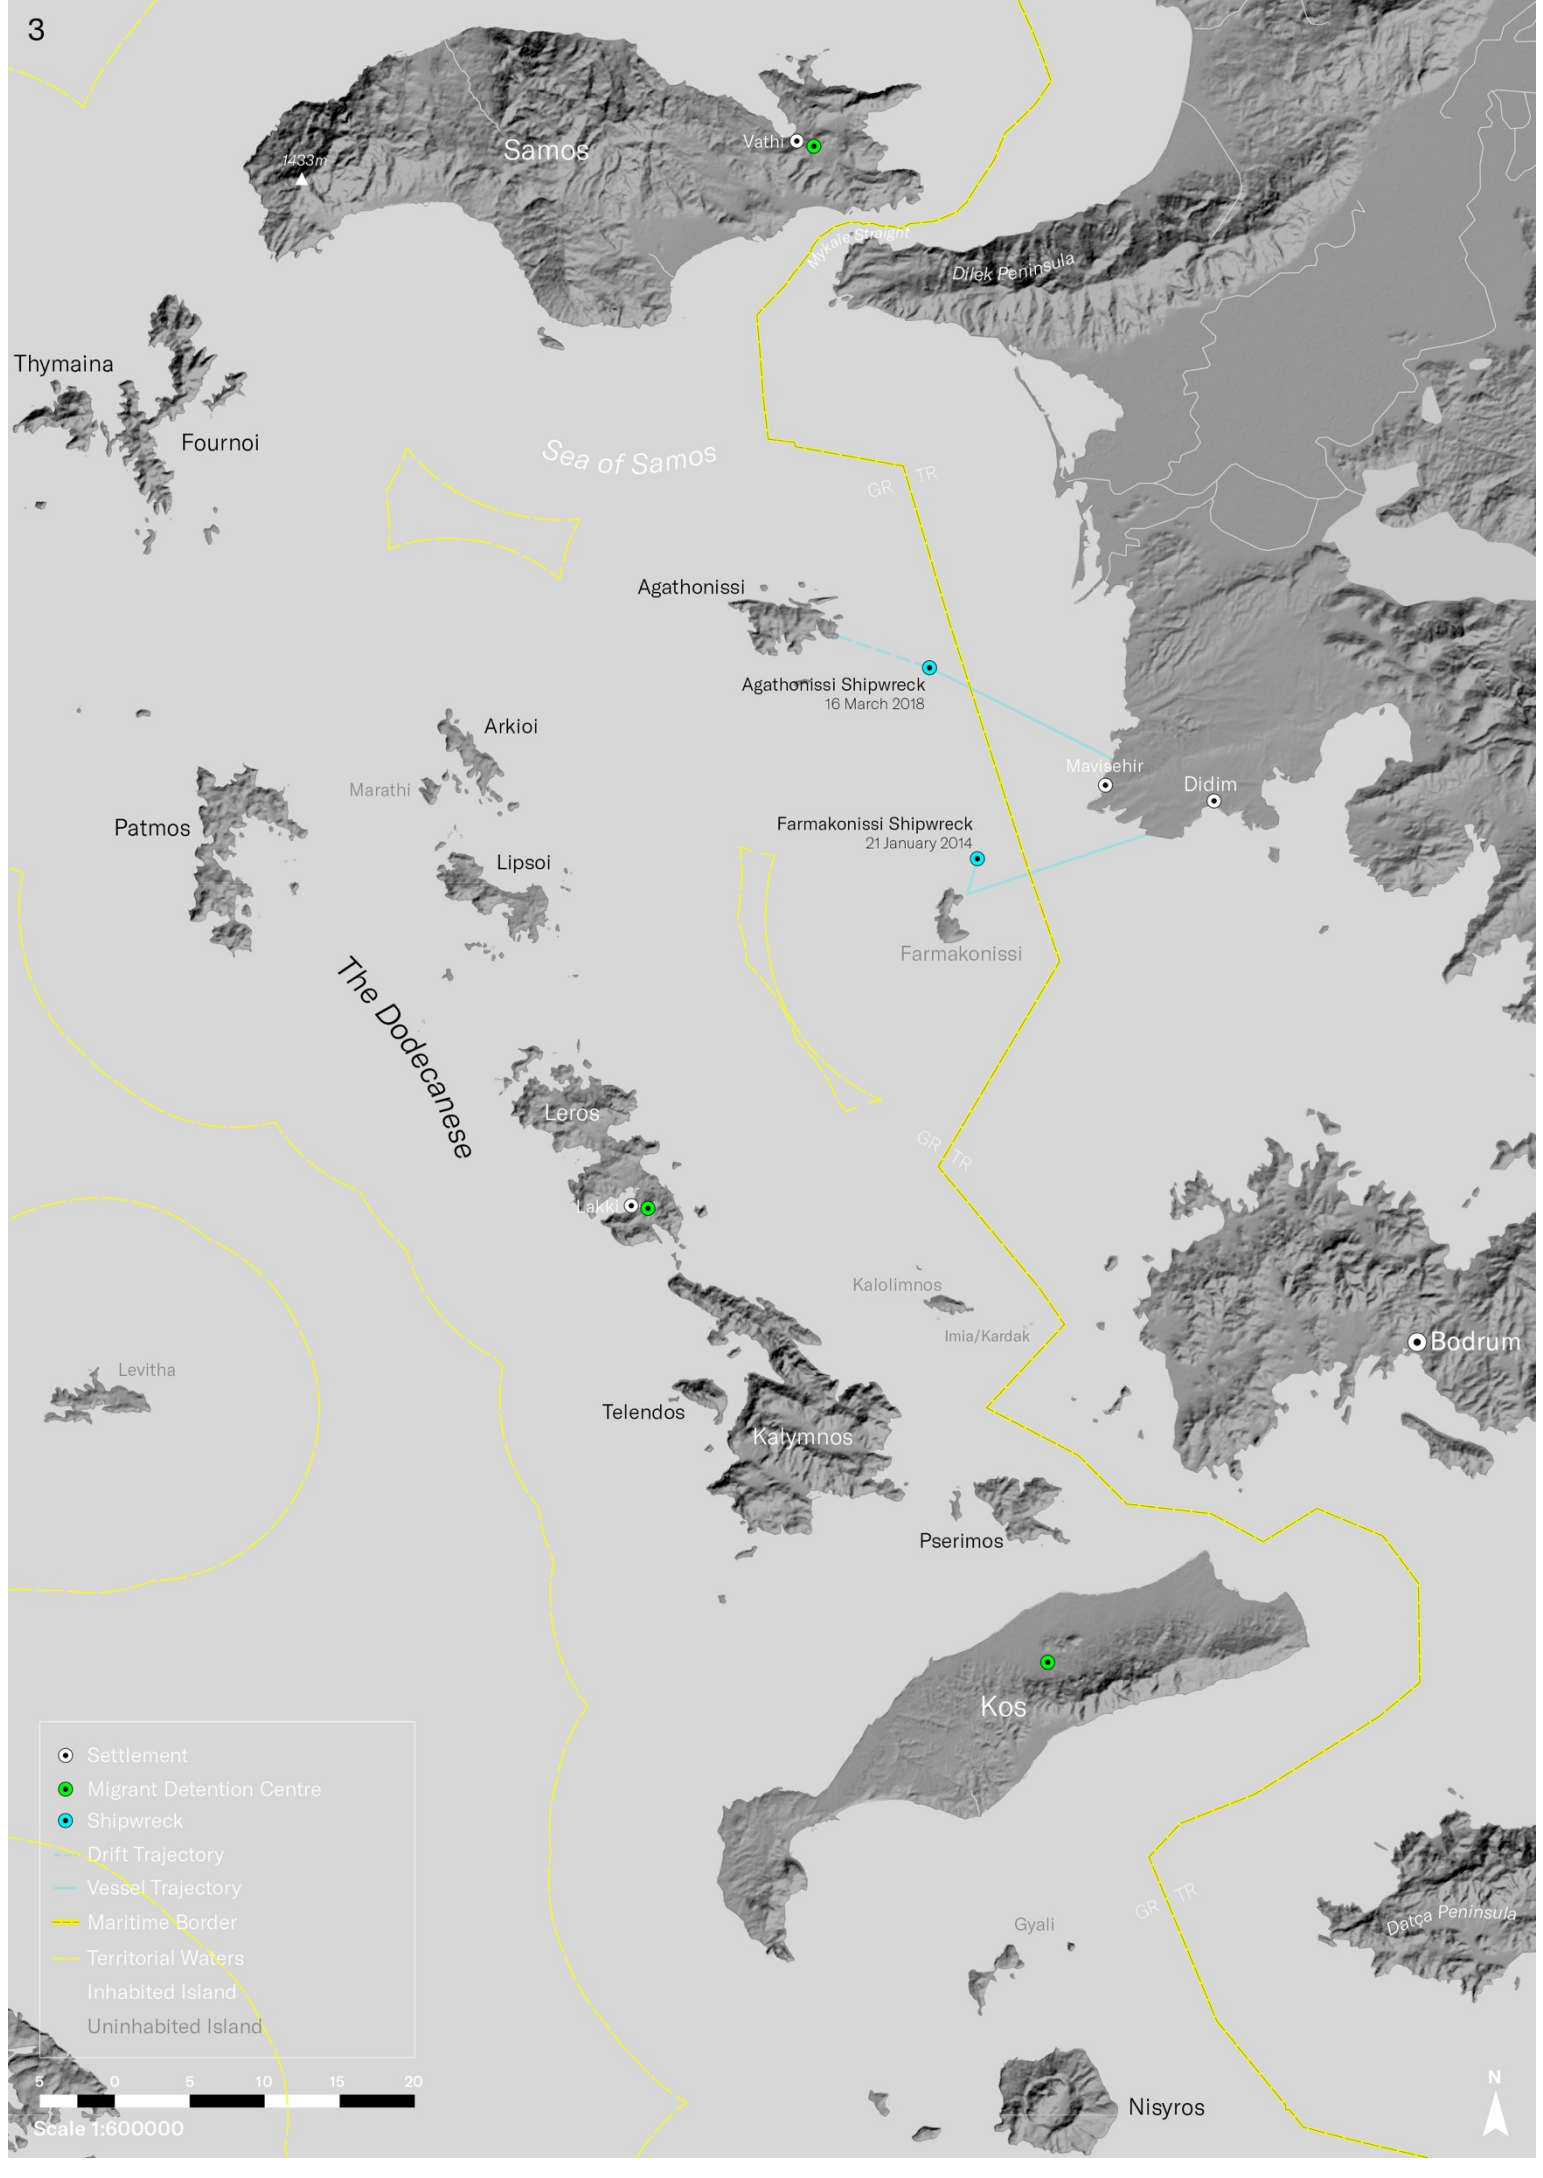 3
Samos
Vathi
1433m
Mykale Straight
Dilek Peninsula
Thymaina
Fournoi
Sea of Samos
GR TR
Agathonissi
Agathonissi Shipwreck
16 March 2018
Arkioi
Marathi
Mavisehir
Didim
Patmos
Farmakonissi Shipwreck
21 January 2014
Lipsoi
Farmakonissi
The Dodecanese
Leros
GR TR
Lakki
Kalolimnos
Imia/Kardak
Bodrum
Levitha
Telendos
Kalymnos
Pserimos
Kos
Settlement
Migrant Detention Centre
Shipwreck
Drift Trajectory
Vessel Trajectory
Maritime Border
Territorial Waters
Inhabited Island
Uninhabited Island
GR TR
Datça Peninsula
Gyali
5 0 5 10 15 20
Scale 1:600000
Nisyros
N